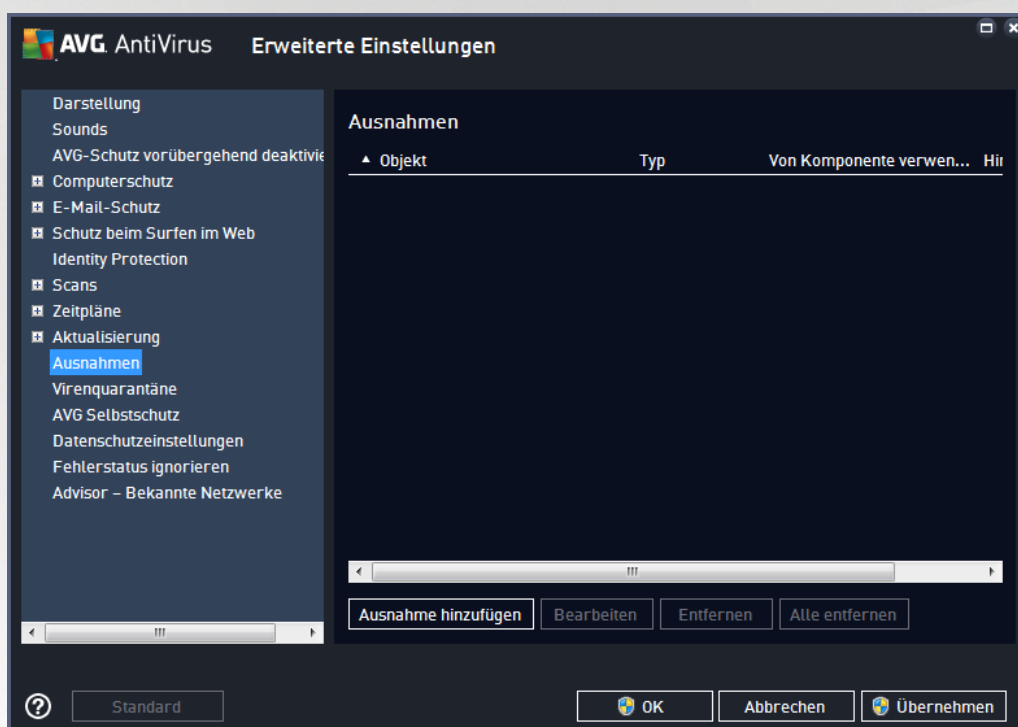 AVG. AntiVirus Erweiterte Einstellungen
Darstellung
Sounds
AVG-Schutz vorübergehend deaktivie
Computerschutz
E-Mail-Schutz
Schutz beim Surfen im Web
Identity Protection
Scans
Zeitpläne
Aktualisierung
Ausnahmen
Virenquarantäne
AVG Selbstschutz
Datenschutzeinstellungen
Fehlerstatus ignorieren
Advisor – Bekannte Netzwerke
Ausnahmen
Objekt Typ Von Komponente verwen... Hin
Ausnahme hinzufügen Bearbeiten Entfernen Alle entfernen
Standard OK Abbrechen Übernehmen